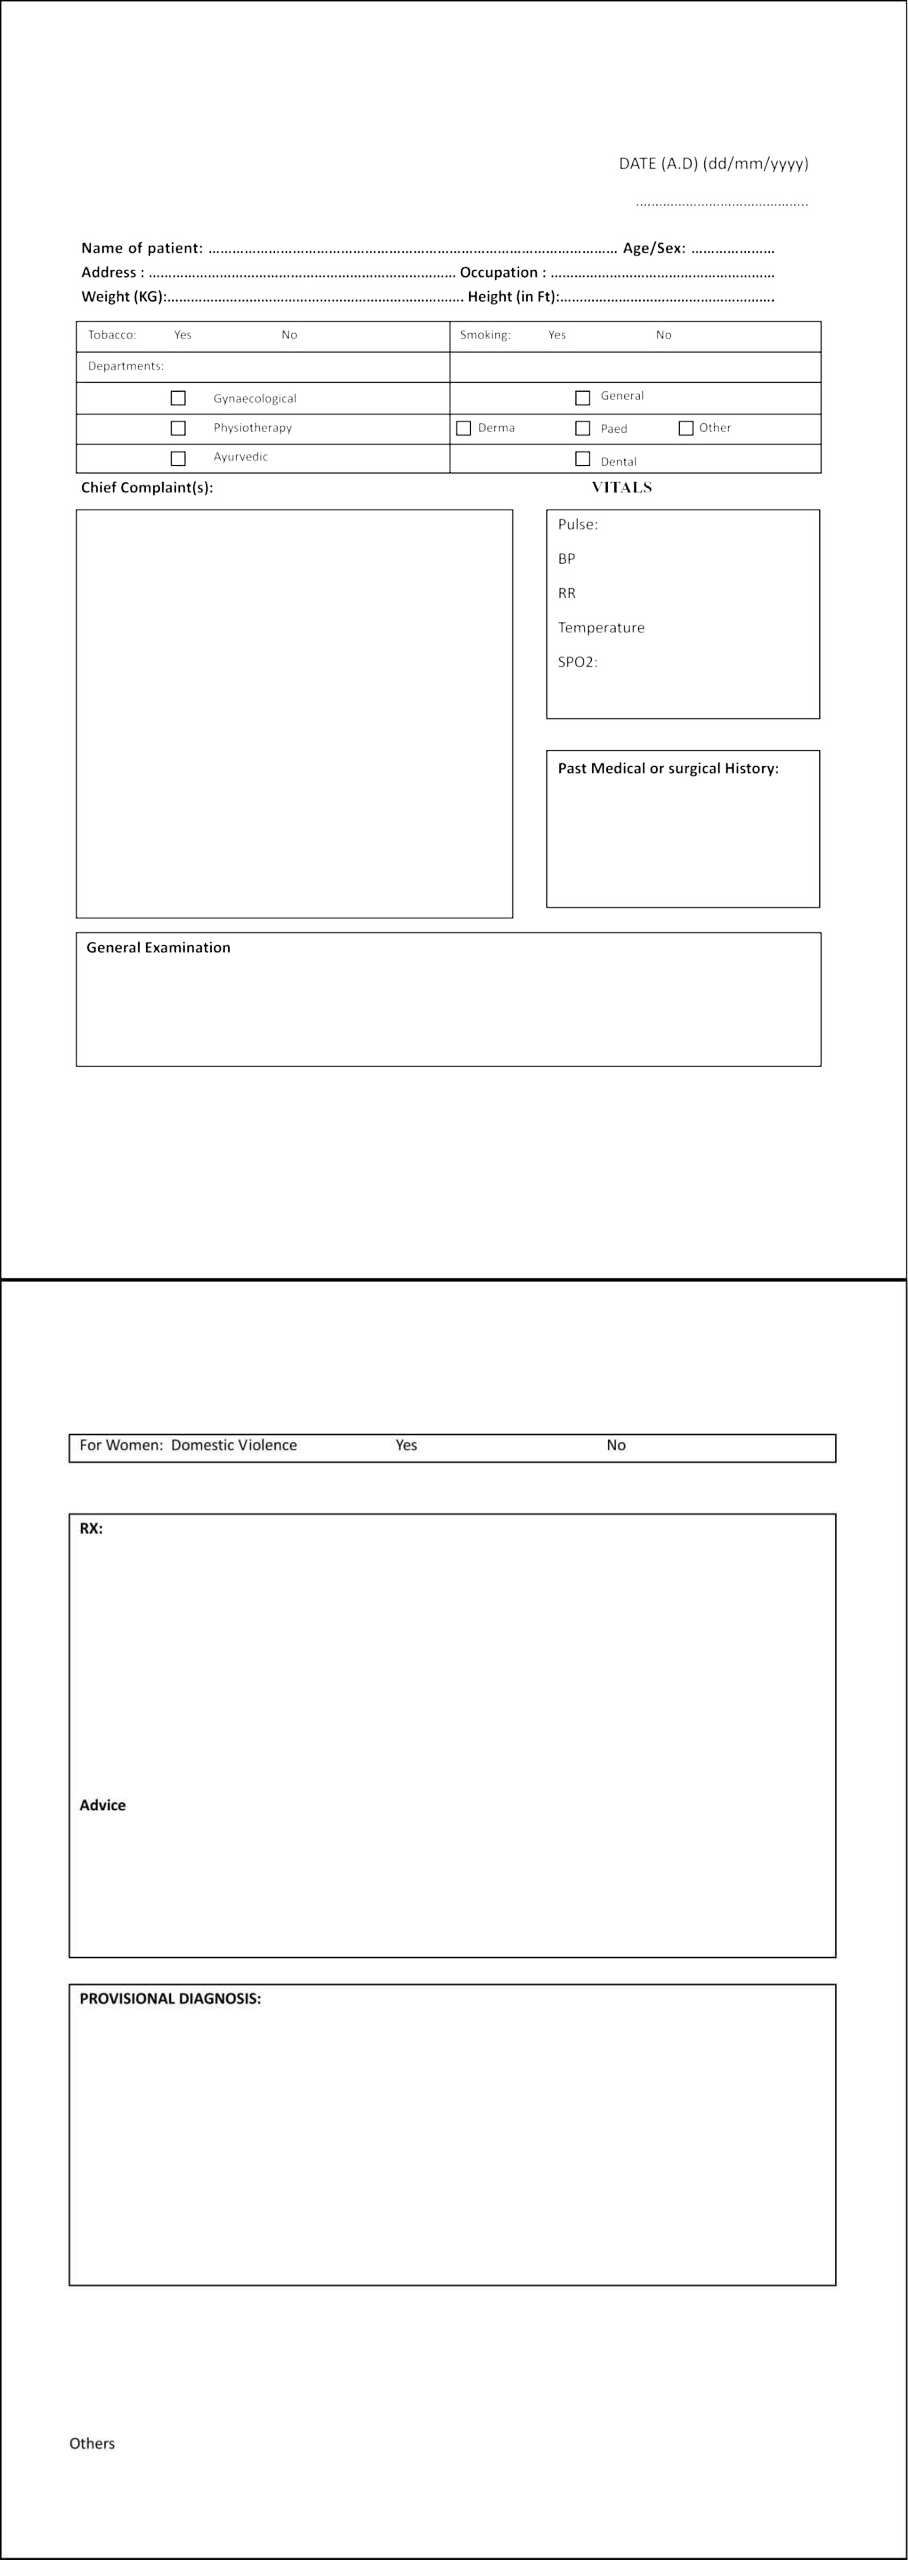 DATE (A.D) (dd/mm/yyyy)
............................................
Name of patient: ............................................................................................ Age/Sex: .....................
Address : ..................................................................... Occupation : .........................................................
Weight (KG):........................................................................... Height (in Ft):......................................................
Tobacco: Yes No Smoking: Yes No
Departments:
Gynaecological General
Physiotherapy Derma Paed Other
Ayurvedic Dental
Chief Complaint(s): VITALS
Pulse:
BP
RR
Temperature
SPO2:
Past Medical or surgical History:
General Examination
For Women: Domestic Violence Yes No
RX:
Advice
PROVISIONAL DIAGNOSIS:
Others